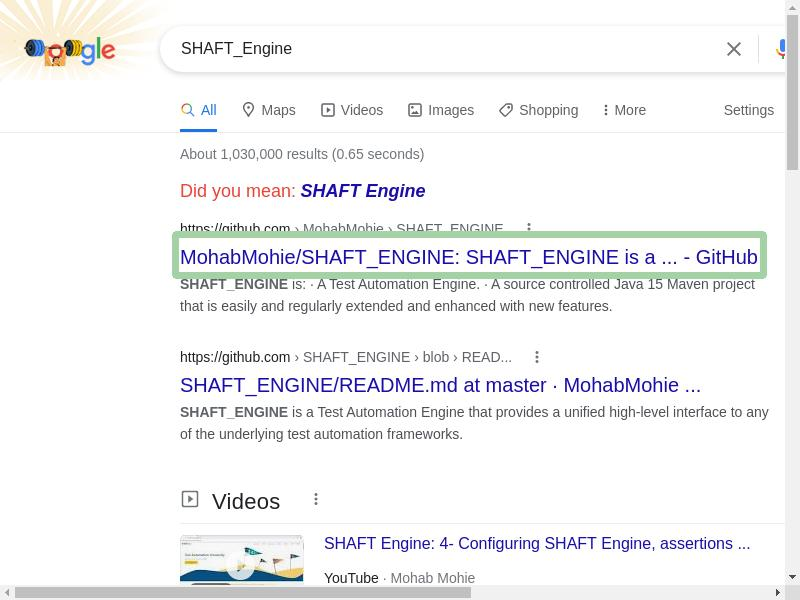 Google
SHAFT_Engine
All Maps Videos Images Shopping More Settings
About 1,030,000 results (0.65 seconds)
Did you mean: SHAFT Engine
https://github.com › MohabMohie › SHAFT_ENGINE
MohabMohie/SHAFT_ENGINE: SHAFT_ENGINE is a ... - GitHub
SHAFT_ENGINE is: · A Test Automation Engine. · A source controlled Java 15 Maven project
that is easily and regularly extended and enhanced with new features.
https://github.com › SHAFT_ENGINE › blob › READ...
SHAFT_ENGINE/README.md at master · MohabMohie ...
SHAFT_ENGINE is a Test Automation Engine that provides a unified high-level interface to any
of the underlying test automation frameworks.
Videos
SHAFT Engine: 4- Configuring SHAFT Engine, assertions ...
YouTube · Mohab Mohie